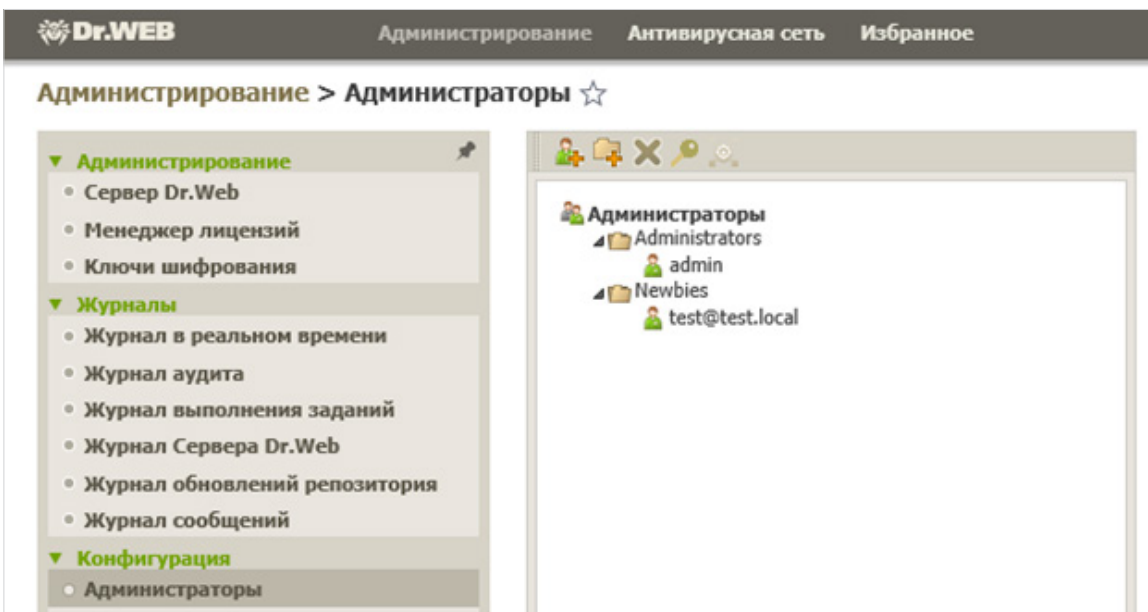 Dr.WEB
Администрирование Антивирусная сеть Избранное
Администрирование > Администраторы
Администрирование
Сервер Dr.Web
Менеджер лицензий
Ключи шифрования
Журналы
Журнал в реальном времени
Журнал аудита
Журнал выполнения заданий
Журнал Сервера Dr.Web
Журнал обновлений репозитория
Журнал сообщений
Конфигурация
Администраторы
Администраторы
Administrators
admin
Newbies
test@test.local